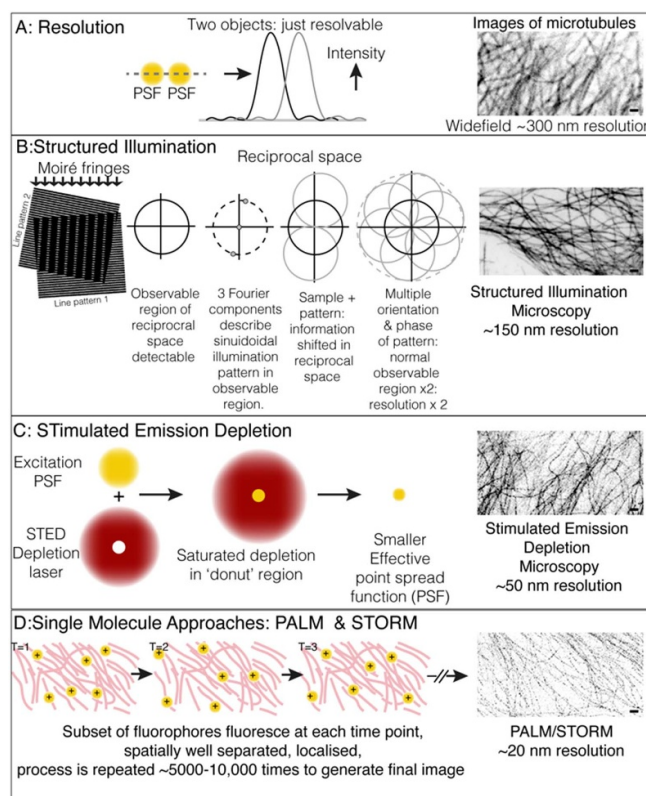 A: Resolution
Two objects: just resolvable
Intensity
PSF PSF
Images of microtubules
Widefield ~300 nm resolution
B:Structured Illumination
Moiré fringes
Reciprocal space
Line pattern 2
Line pattern 1
Observable
region of
reciprocral
space
detectable
3 Fourier
components
describe
sinuidoidal
illumination
pattern in
observable
region.
Sample +
pattern:
information
shifted in
reciprocal
space
Multiple
orientation
& phase
of pattern:
normal
observable
region x2:
resolution x 2
Structured Illumination
Microscopy
~150 nm resolution
C: STimulated Emission Depletion
Excitation
PSF
+
STED
Depletion
laser
Saturated depletion
in 'donut' region
Smaller
Effective
point spread
function (PSF)
Stimulated Emission
Depletion
Microscopy
~50 nm resolution
D:Single Molecule Approaches: PALM & STORM
T=1
T=2
T=3
Subset of fluorophores fluoresce at each time point,
spatially well separated, localised,
process is repeated ~5000-10,000 times to generate final image
PALM/STORM
~20 nm resolution